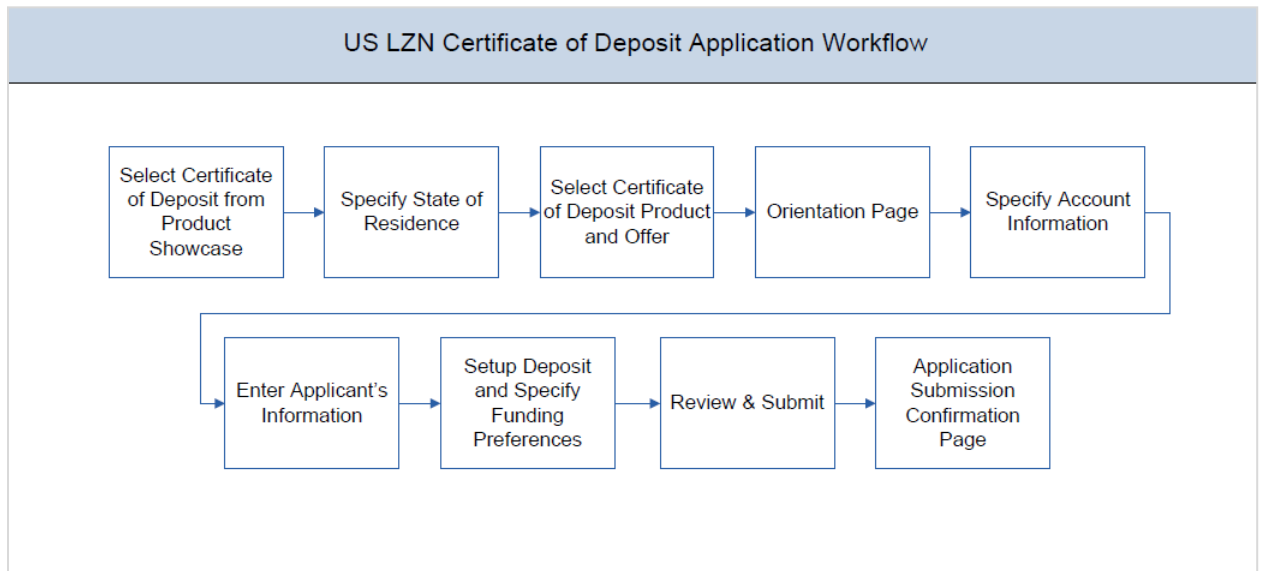 US LZN Certificate of Deposit Application Workflow
Select Certificate
of Deposit from
Product
Showcase
Specify State of
Residence
Select Certificate
of Deposit Product
and Offer
Orientation Page
Specify Account
Information
Enter Applicant's
Information
Setup Deposit
and Specify
Funding
Preferences
Review & Submit
Application
Submission
Confirmation
Page